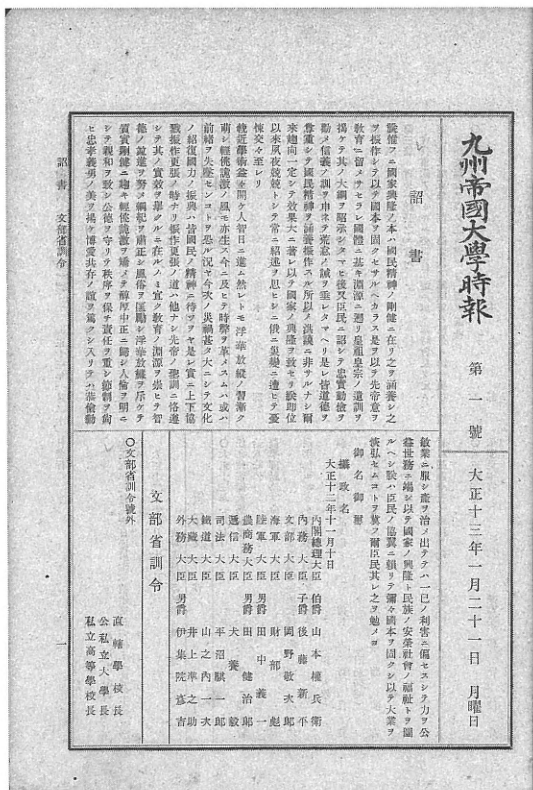 九州帝國大學時報
第一號
大正十三年一月二十一日
月曜日
詔書
朕惟フニ國家興隆ノ本ハ國民精神ノ剛健ニ在リ之ヲ涵養シ之
ヲ振作シテ以テ國本ヲ固クセサルヘカラス是ヲ以テ先帝意ヲ
教育ニ留メサセラレ國體ニ基キ淵源ニ遡リ皇祖皇宗ノ遺訓ヲ
揭ケテ其ノ大綱ヲ昭示シタマヒ後又臣民ニ詔シテ忠實勤儉ヲ
勸メ信義ノ訓ヲ申ネテ荒怠ノ誡ヲ垂レタマヘリ是レ皆道德ヲ
尊重シテ國民精神ヲ涵養振作スル所以ノ洪謨ニ非サルナシ爾
來趨向一定シテ效果大ニ著レ以テ國家ノ興隆ヲ致セリ朕卽位
以來夙夜兢兢トシテ常ニ紹述ヲ思ヒシニ俄ニ災變ニ遭ヒテ憂
悚交々至レリ
輓近學術益々開ケ人智日ニ進ム然レトモ浮華放縱ノ習漸ク
萠シ輕佻詭激ノ風モ亦生ス今ニ及ヒテ時弊ヲ革メスムハ或ハ
前緒ヲ失墜センコトヲ恐ル況ヤ今次ノ災禍甚タ大ニシテ文化
ノ紹復國力ノ振興ハ皆國民ノ精神ニ待ツヲヤ是レ實ニ上下協
戮振作更張ノ時ナリ振作更張ノ道ハ他ナシ先帝ノ聖訓ニ恪遵
シテ其ノ實效ヲ擧クルニ在ルノミ宜ク敎育ノ淵源ヲ崇ヒテ智
德ノ竝進ヲ努メ綱紀ヲ肅正シ風俗ヲ匡勵シ浮華放縱ヲ斥ケテ
質實剛健ニ趨キ輕佻詭激ヲ矯メテ醇厚中正ニ歸シ人倫ヲ明ニ
シテ親和ヲ致シ公德ヲ守リテ秩序ヲ保チ責任ヲ重シ節制ヲ尙
ヒ忠孝義勇ノ美ヲ揚ケ博愛共存ノ誼ヲ篤クシ入リテハ恭儉勤
敏業ニ服シ產ヲ治メ出テテハ一己ノ利害ニ偏セスシテ力ヲ公
益世務ニ竭シ以テ國家ノ興隆ト民族ノ安榮社會ノ福祉トヲ圖
ルヘシ朕ハ臣民ノ協翼ニ賴リテ彌々國本ヲ固クシ以テ大業ヲ
恢弘セムコトヲ冀フ爾臣民其レ之ヲ勉メヨ
御名御璽
攝政名
大正十二年十一月十日
內閣總理大臣 伯爵 山本權兵衛
內務大臣 子爵 後藤新平
文部大臣 岡野敬次郎
海軍大臣 財部彪
陸軍大臣 男爵 田中義一
農商務大臣 男爵 田健治郎
遞信大臣 犬養毅
司法大臣 平沼騏一郎
鐵道大臣 山之內一次
大藏大臣 井上準之助
外務大臣 男爵 伊集院彥吉
文部省訓令
〇文部省訓令號外
直轄學校長
公私立大學長
私立高等學校長
詔書 文部省訓令
一